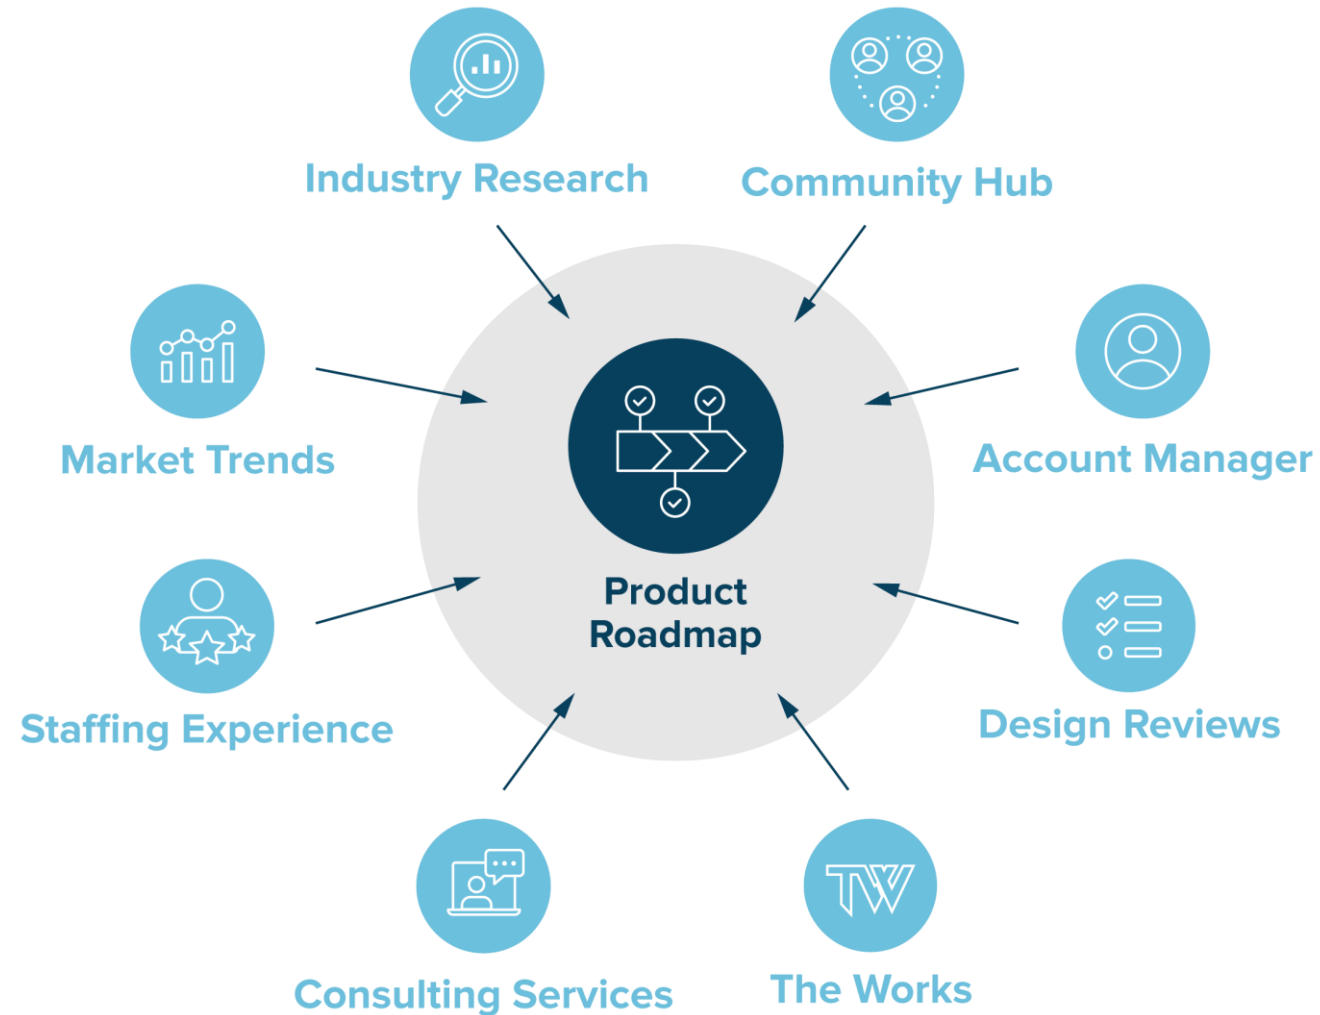 Industry Research
Community Hub
Market Trends
Account Manager
Product
Roadmap
Staffing Experience
Design Reviews
TW
Consulting Services
The Works